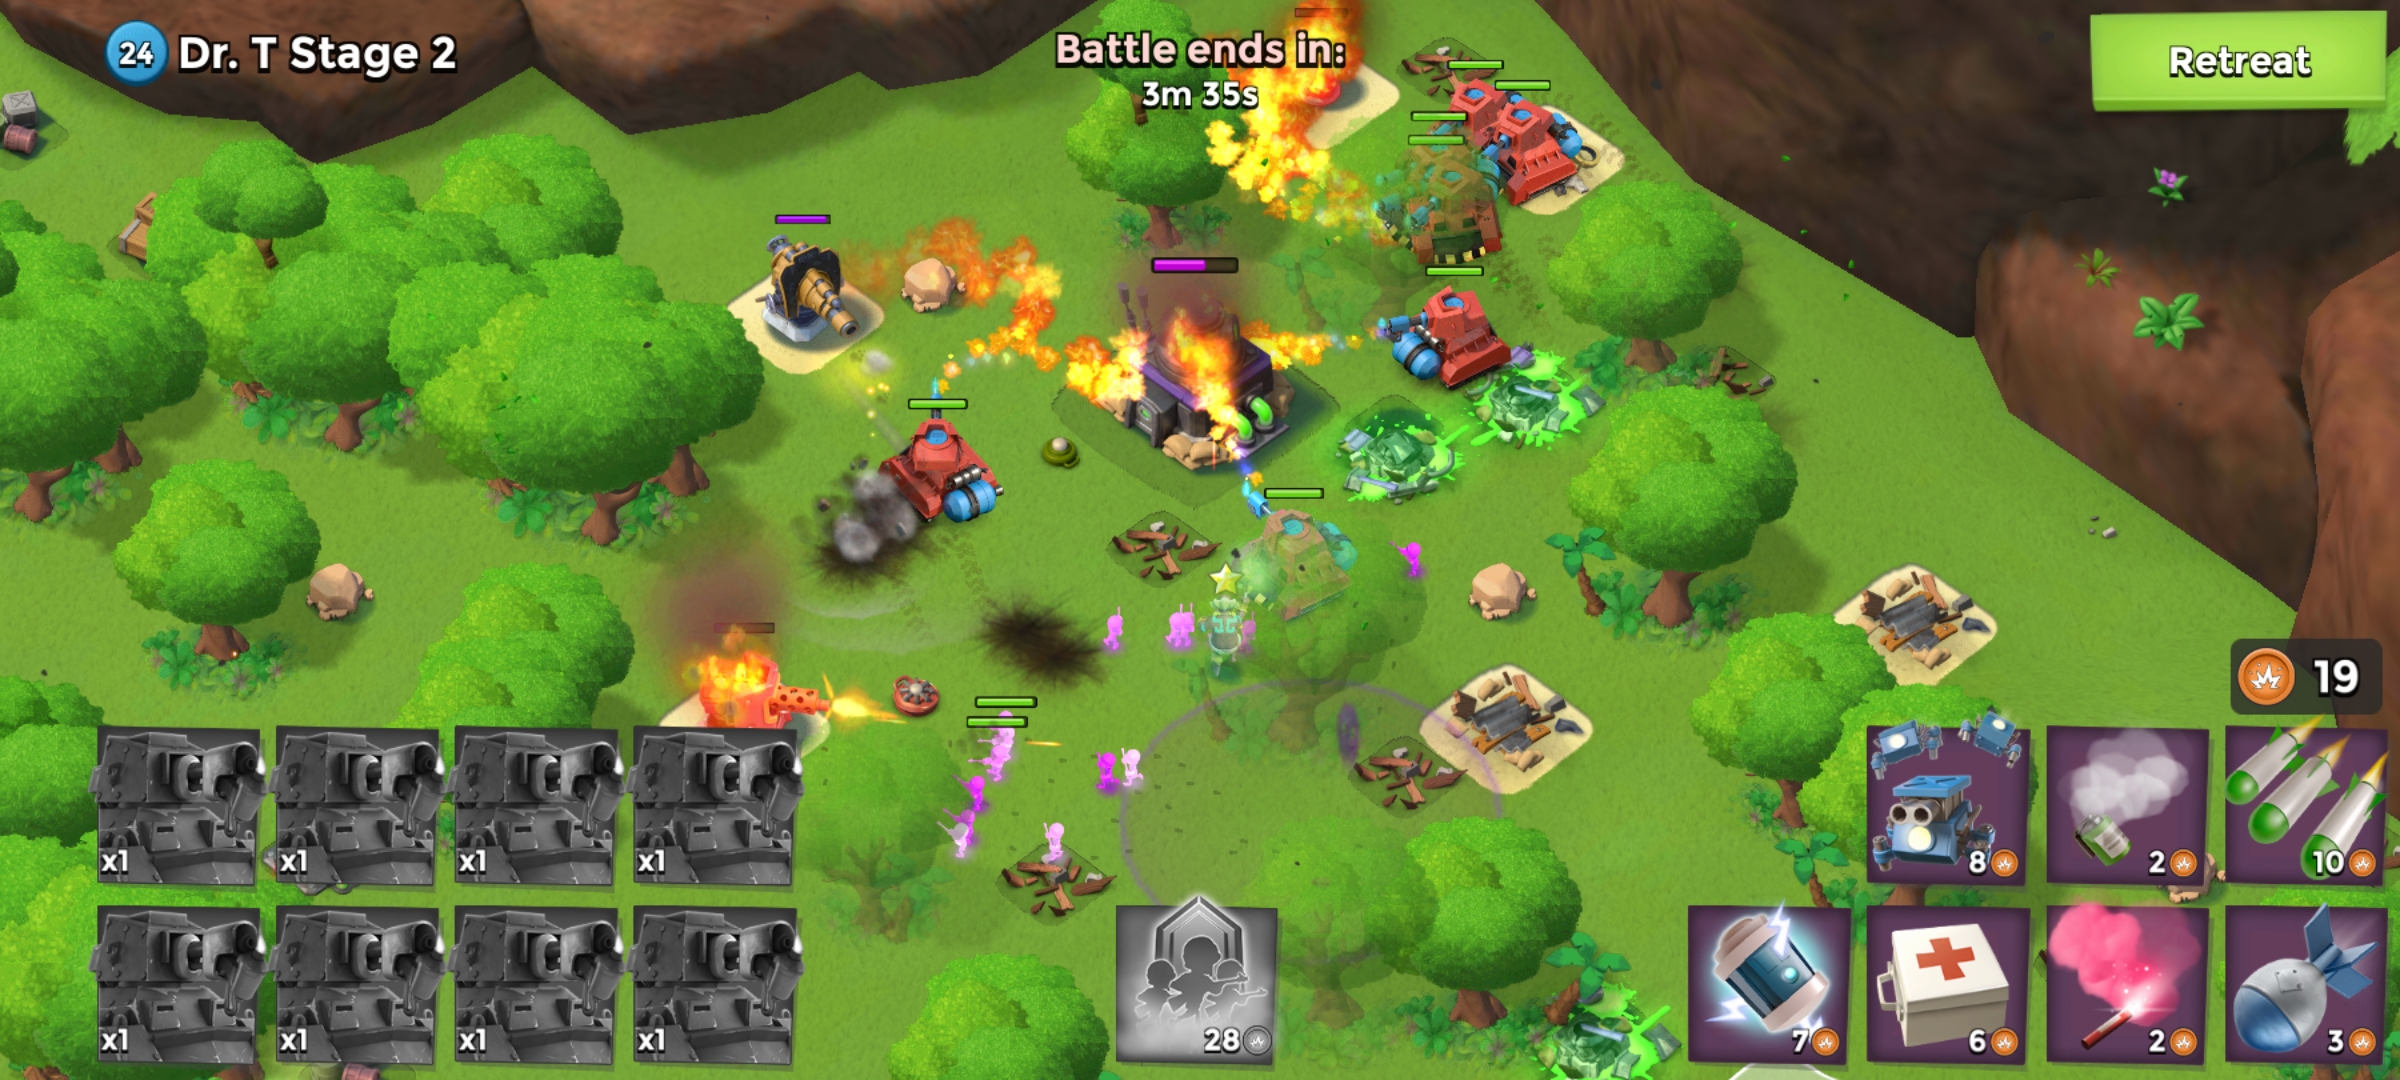 24 Dr. T Stage 2
Battle ends in:
3m 35s
Retreat
52
19
x1 x1 x1 x1
8 2 10
x1 x1 x1 x1
28
7 6 2 3